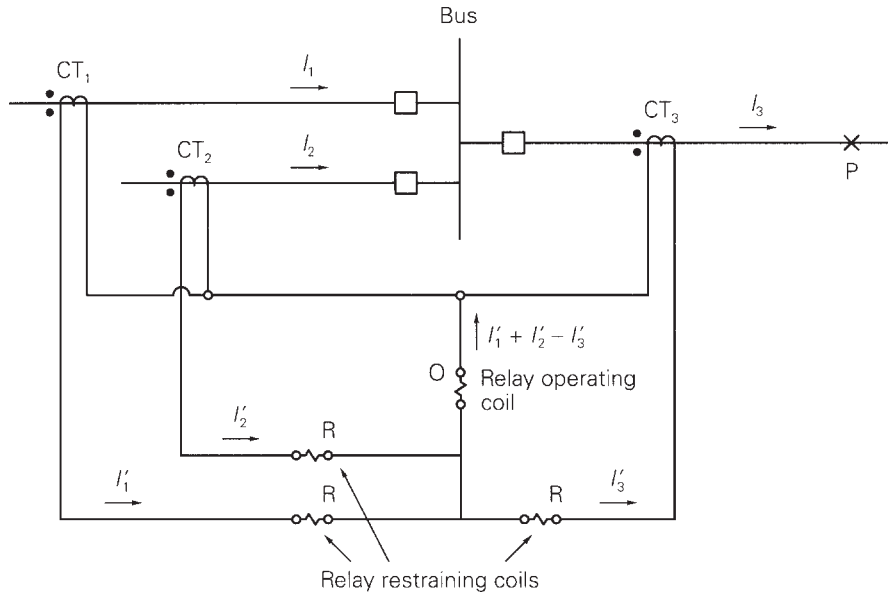 Bus
CT₁
I₁
CT₃
I₃
CT₂
I₂
P
I′₁ + I′₂ – I′₃
O
Relay operating
coil
I′₂
R
I′₁
R
R
I′₃
Relay restraining coils